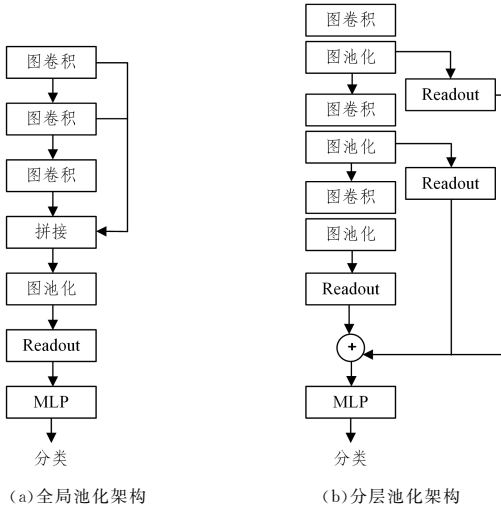 图卷积
图卷积
图卷积
拼接
图池化
Readout
MLP
分类
(a)全局池化架构
图卷积
图池化
Readout
图卷积
图池化
Readout
图卷积
图池化
Readout
+
MLP
分类
(b)分层池化架构